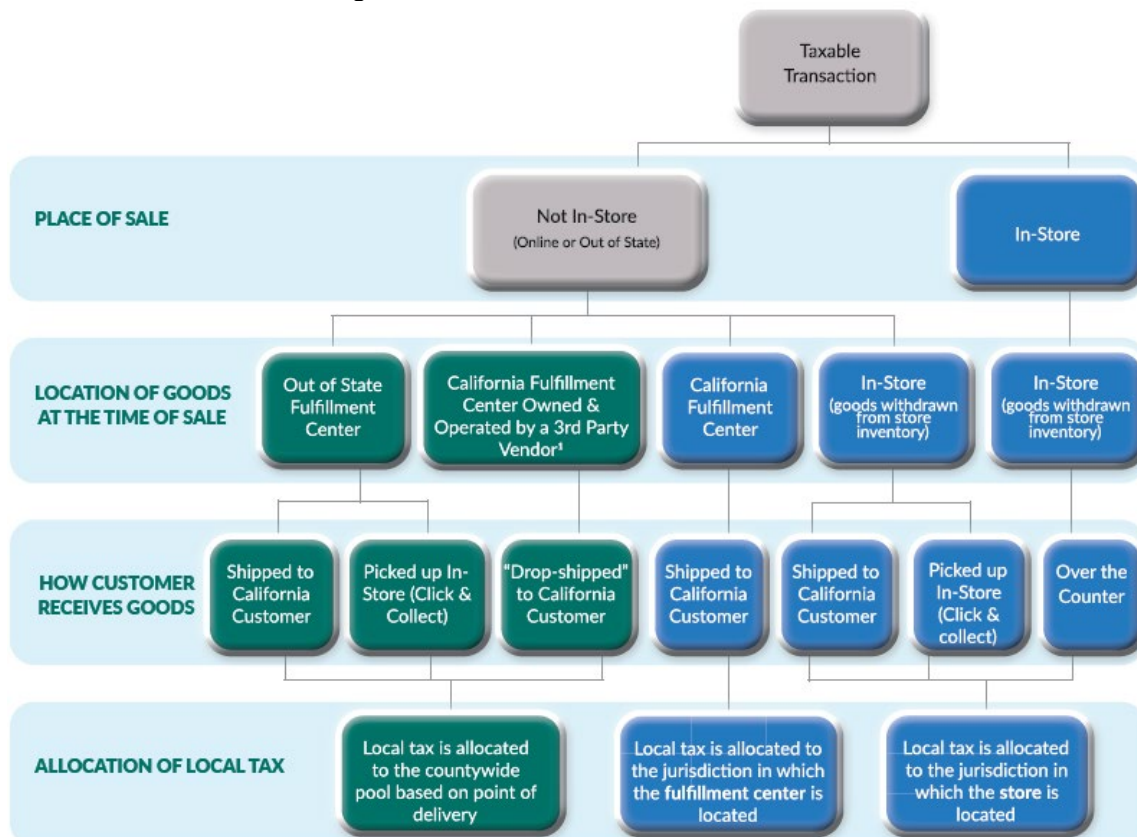 Taxable
Transaction
PLACE OF SALE
Not In-Store
(Online or Out of State)
In-Store
LOCATION OF GOODS
AT THE TIME OF SALE
Out of State
Fulfillment
Center
California Fulfillment
Center Owned &
Operated by a 3rd Party
Vendor¹
California
Fulfillment
Center
In-Store
(goods withdrawn
from store
inventory)
In-Store
(goods withdrawn
from store
inventory)
HOW CUSTOMER
RECEIVES GOODS
Shipped to
California
Customer
Picked up In-
Store (Click &
Collect)
"Drop-shipped"
to California
Customer
Shipped to
California
Customer
Shipped to
California
Customer
Picked up
In-Store
(Click &
collect)
Over the
Counter
ALLOCATION OF LOCAL TAX
Local tax is allocated
to the countywide
pool based on point of
delivery
Local tax is allocated to
the jurisdiction in which
the fulfillment center is
located
Local tax is allocated
to the jurisdiction in
which the store is
located